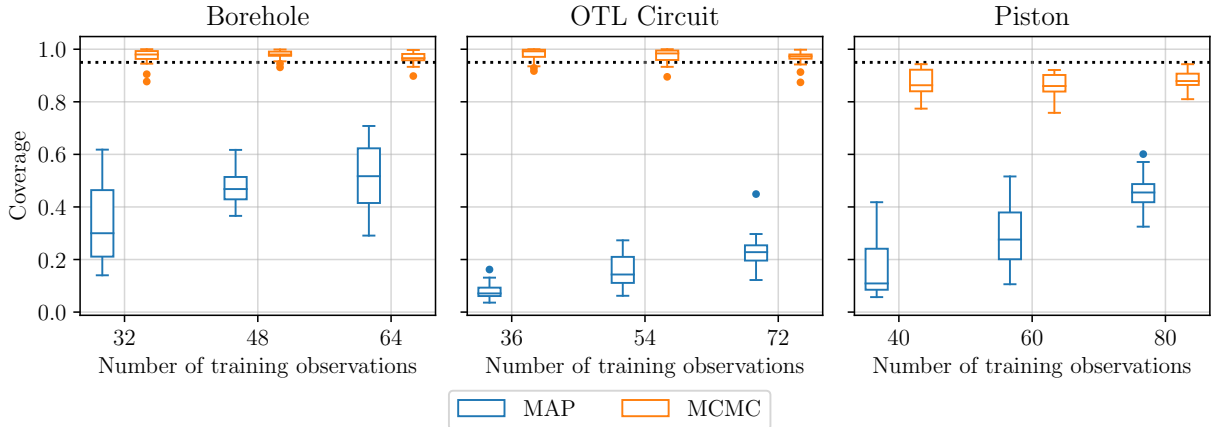 Borehole
OTL Circuit
Piston
Coverage
1.0
0.8
0.6
0.4
0.2
0.0
32 48 64
36 54 72
40 60 80
Number of training observations
Number of training observations
Number of training observations
MAP MCMC